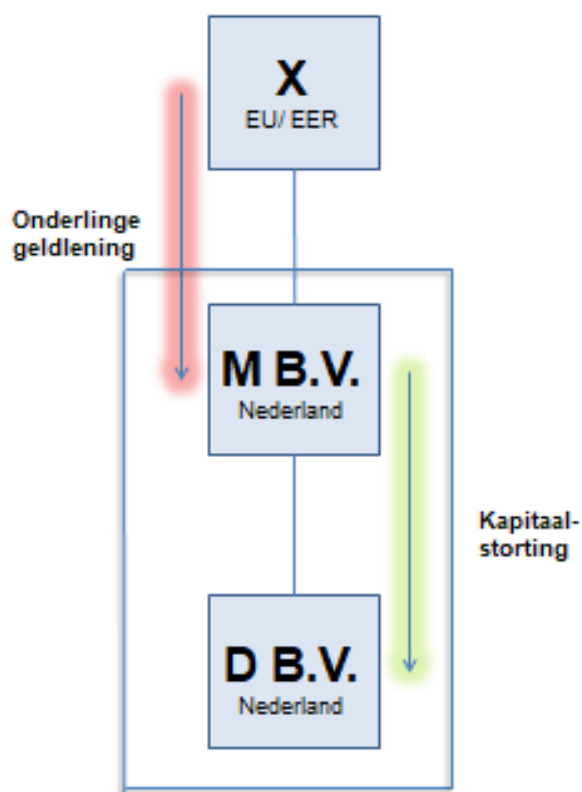 X
EU/ EER
Onderlinge
geldlening
M B.V.
Nederland
Kapitaal-
storting
D B.V.
Nederland